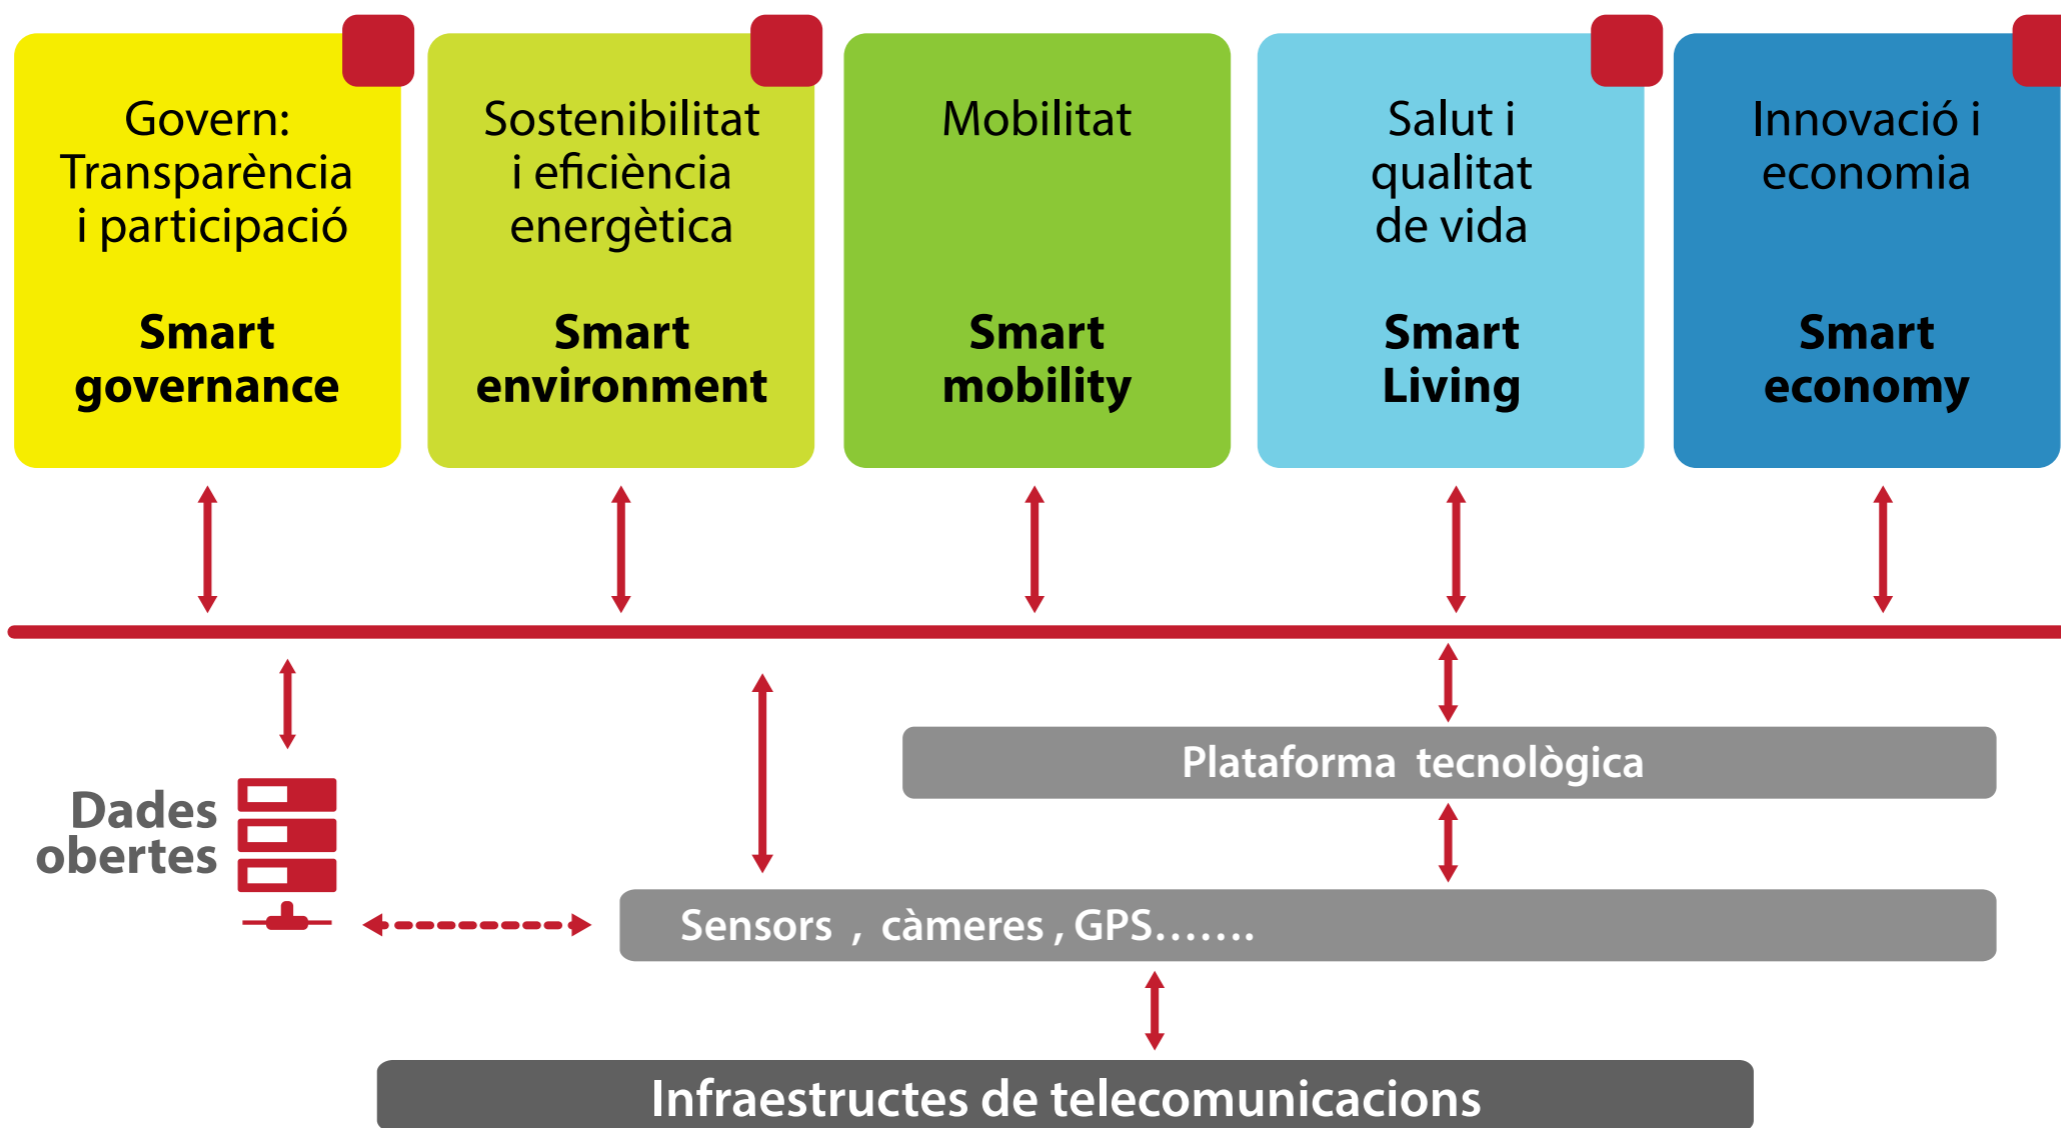 Govern:
Transparència
i participació
Smart
governance
Sostenibilitat
i eficiència
energètica
Smart
environment
Mobilitat
Smart
mobility
Salut i
qualitat
de vida
Smart
Living
Innovació i
economia
Smart
economy
Plataforma tecnològica
Dades
obertes
Sensors , càmeres , GPS.......
Infraestructes de telecomunicacions